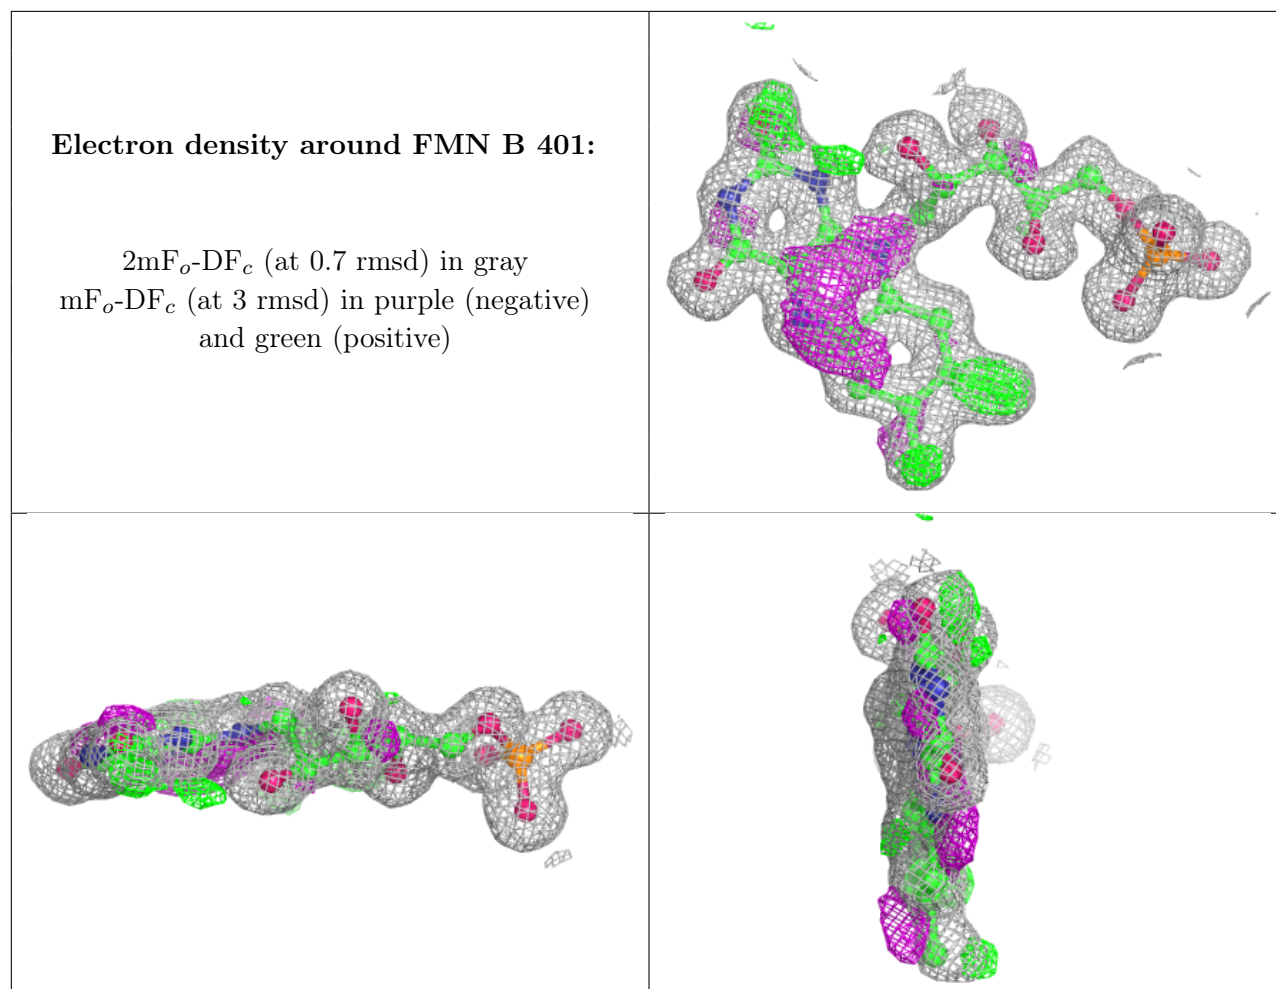 Electron density around FMN B 401:
2mFo-DFc (at 0.7 rmsd) in gray
mFo-DFc (at 3 rmsd) in purple (negative)
and green (positive)